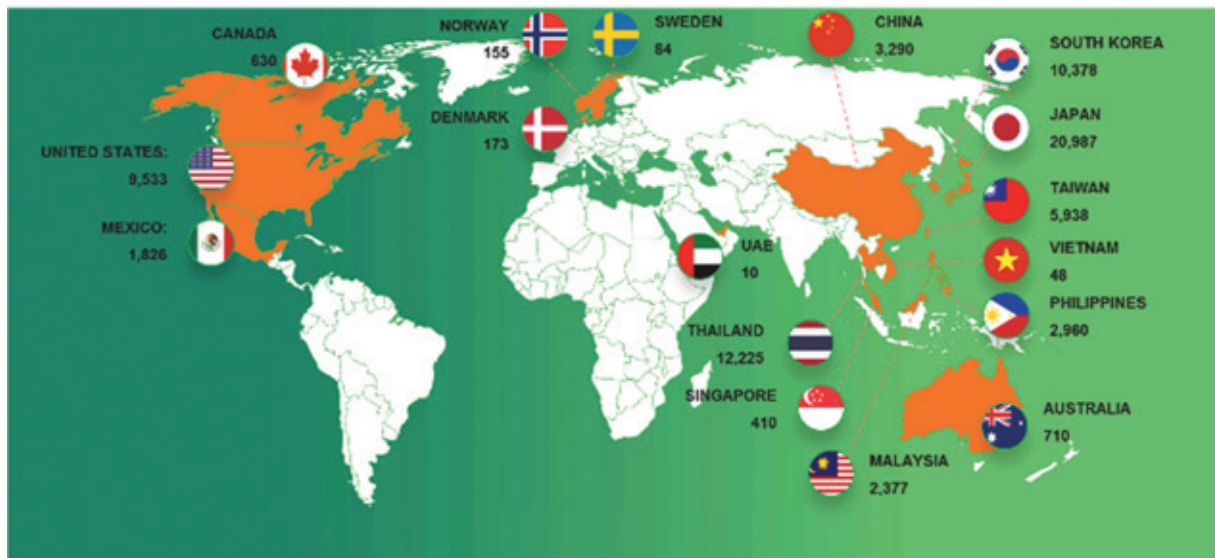 CANADA
630
UNITED STATES:
9,533
MEXICO:
1,826
NORWAY
155
SWEDEN
84
DENMARK
173
CHINA
3,290
SOUTH KOREA
10,378
JAPAN
20,987
TAIWAN
5,938
VIETNAM
48
PHILIPPINES
2,960
UAE
10
THAILAND
12,225
SINGAPORE
410
MALAYSIA
2,377
AUSTRALIA
710